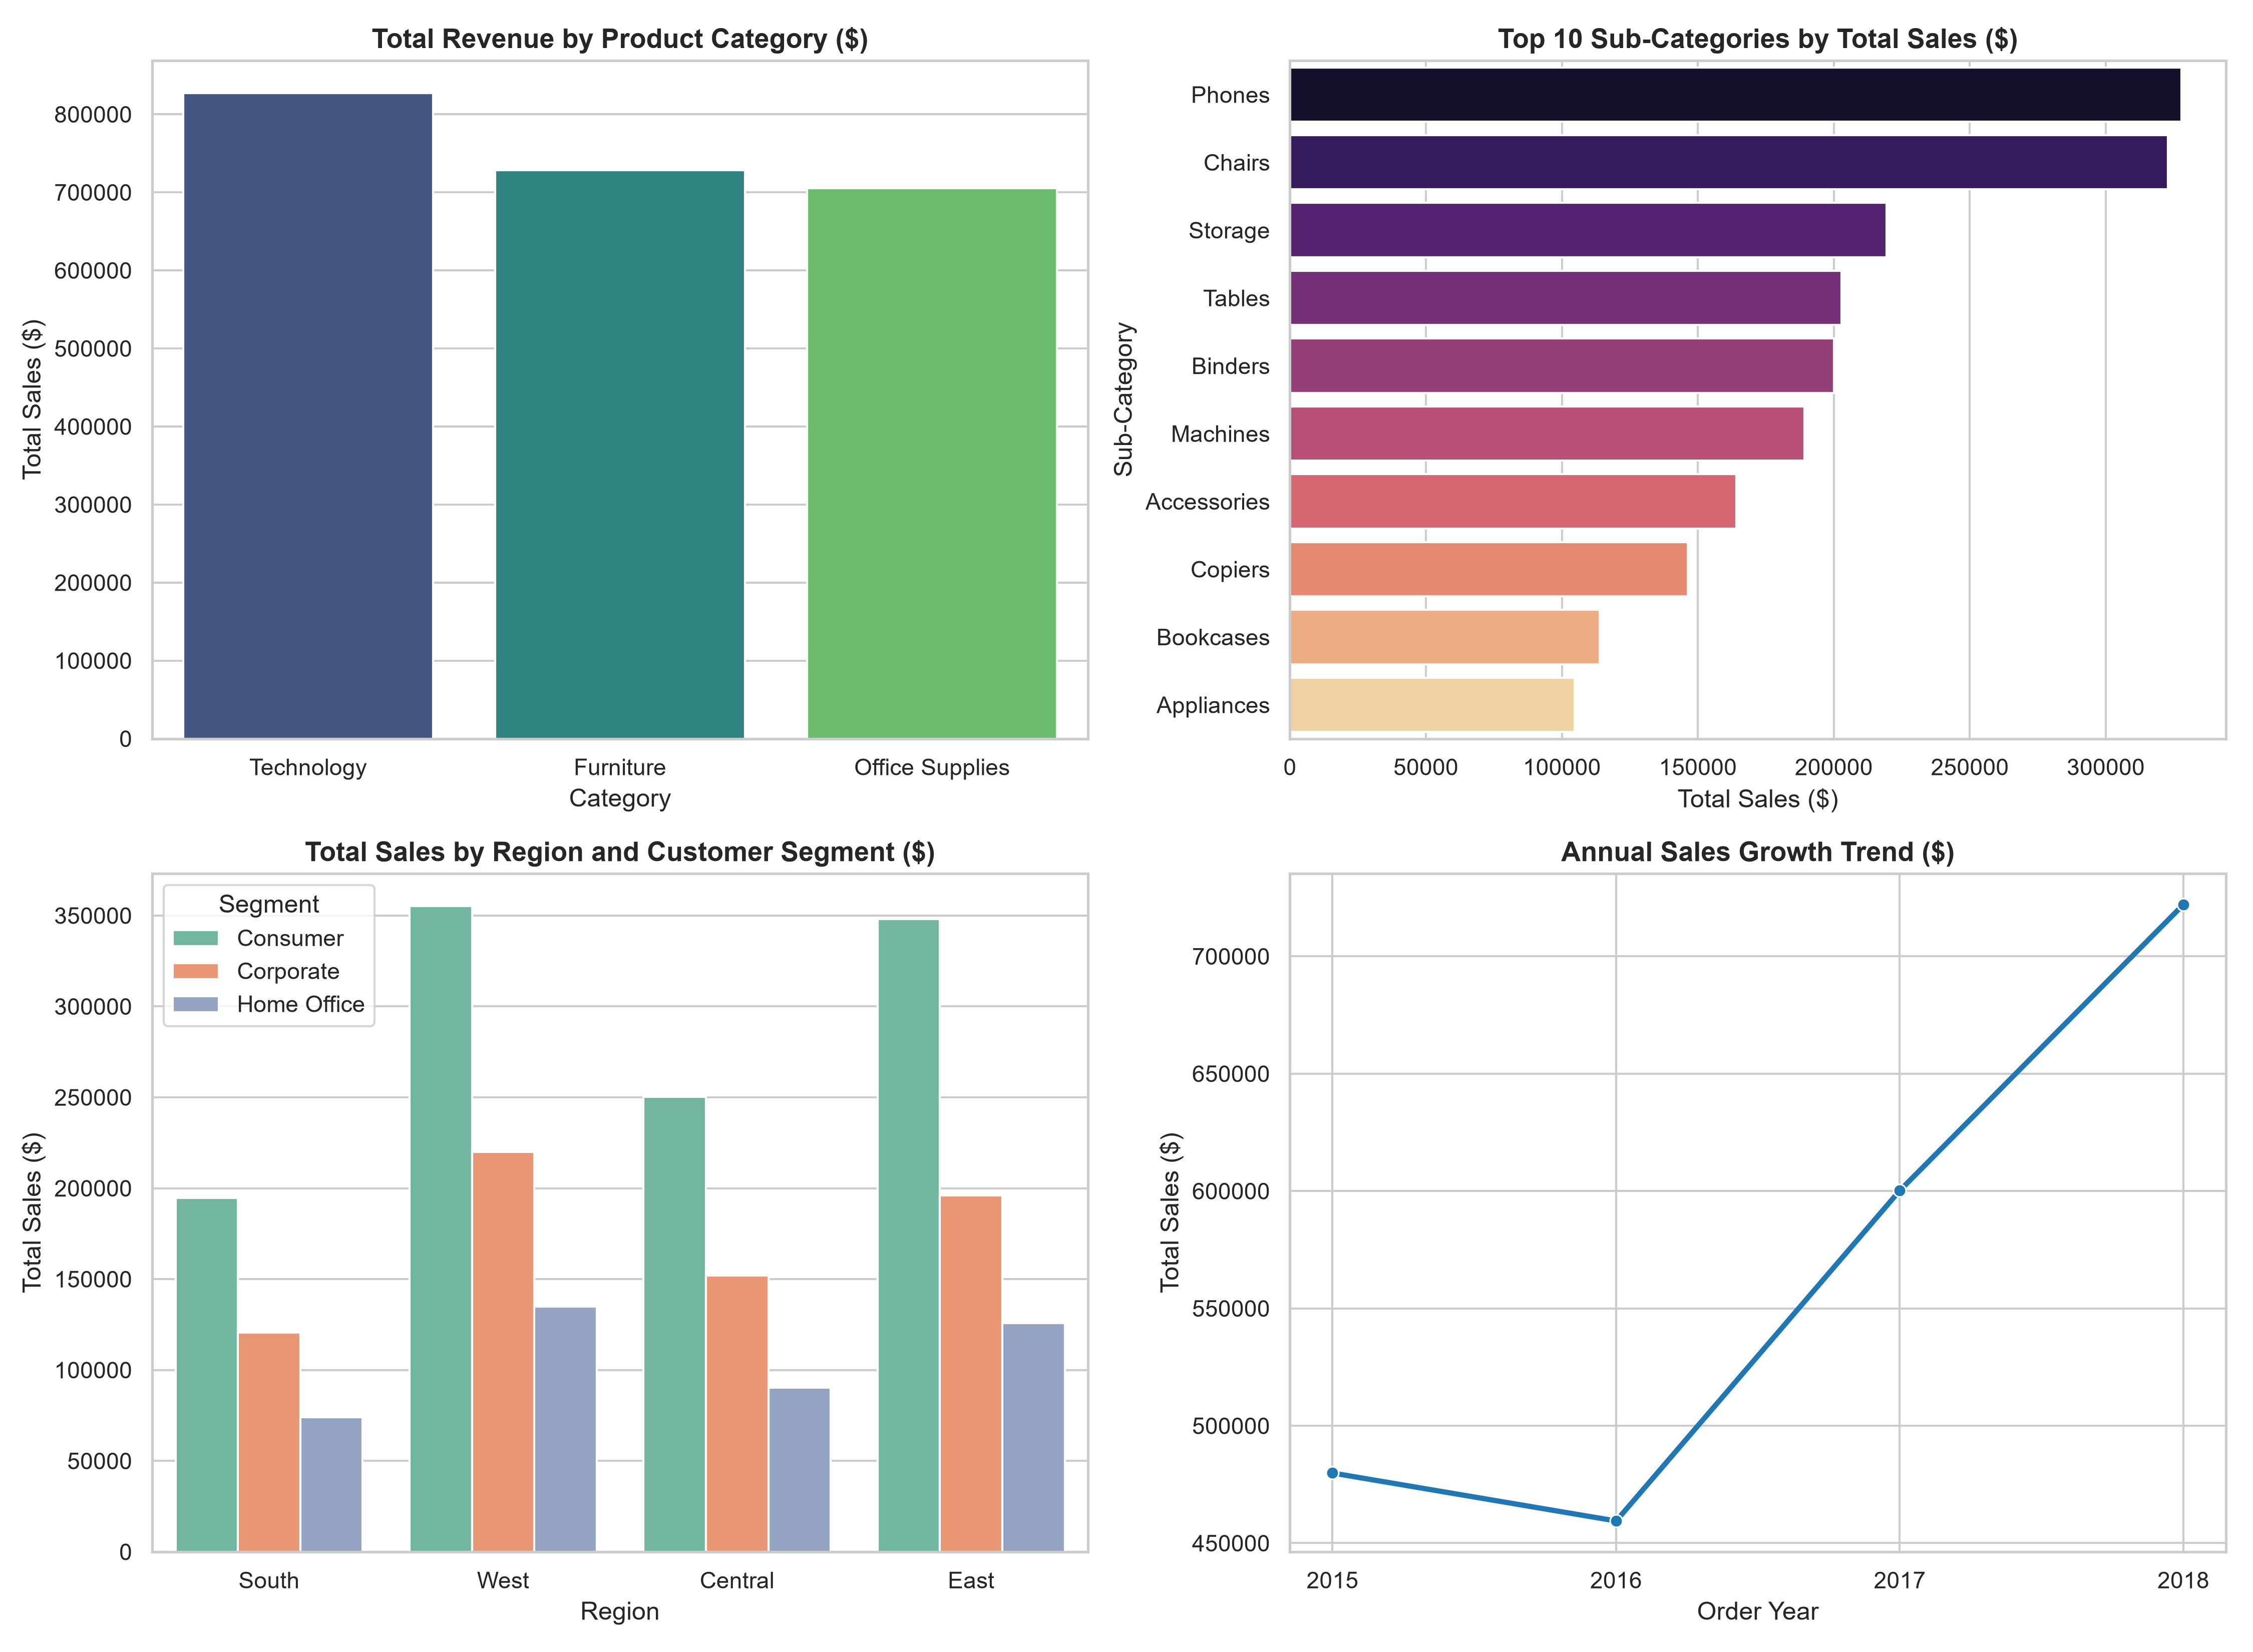 Total Revenue by Product Category ($)
Total Sales ($)
800000
700000
600000
500000
400000
300000
200000
100000
0
Technology Furniture Office Supplies
Category
Top 10 Sub-Categories by Total Sales ($)
Sub-Category
Phones
Chairs
Storage
Tables
Binders
Machines
Accessories
Copiers
Bookcases
Appliances
0 50000 100000 150000 200000 250000 300000
Total Sales ($)
Total Sales by Region and Customer Segment ($)
Segment
Consumer
Corporate
Home Office
Total Sales ($)
350000
300000
250000
200000
150000
100000
50000
0
South West Central East
Region
Annual Sales Growth Trend ($)
Total Sales ($)
700000
650000
600000
550000
500000
450000
2015 2016 2017 2018
Order Year